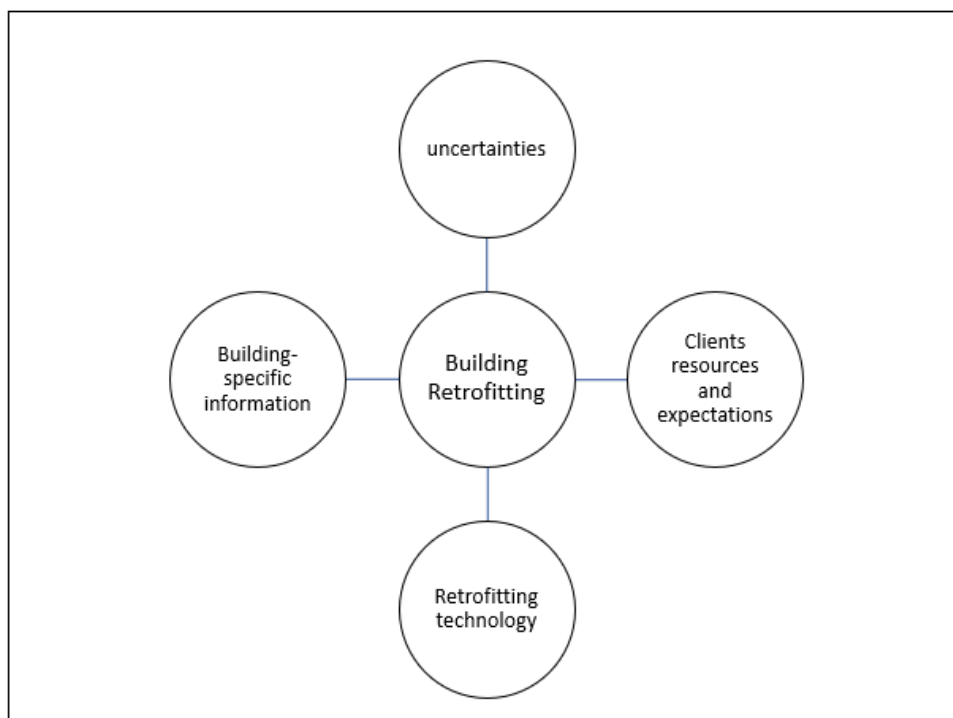 uncertainties
Building-
specific
information
Building
Retrofitting
Clients
resources
and
expectations
Retrofitting
technology